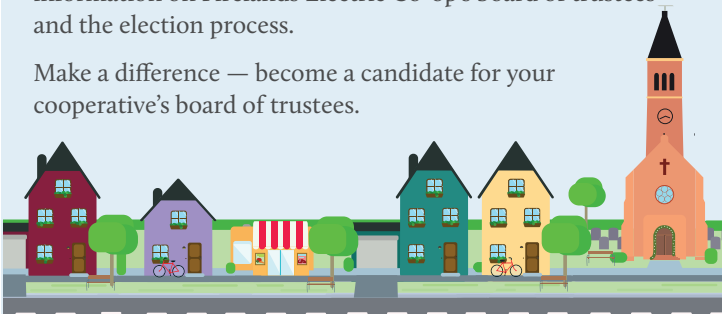 and the election process.
Make a difference — become a candidate for your
cooperative’s board of trustees.